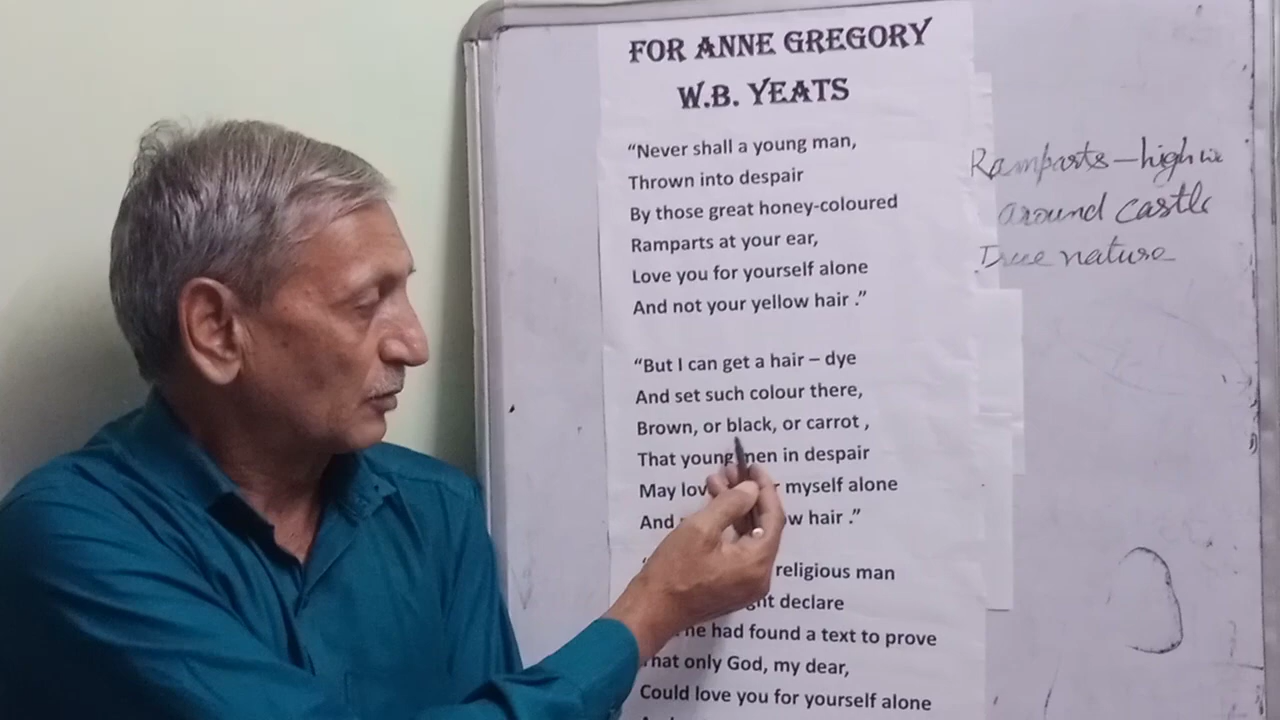 FOR ANNE GREGORY
W.B. YEATS
“Never shall a young man,
Thrown into despair
By those great honey-coloured
Ramparts at your ear,
Love you for yourself alone
And not your yellow hair .”
“But I can get a hair – dye
And set such colour there,
Brown, or black, or carrot ,
That young men in despair
May myself alone
And hair .”
religious man
declare
had found a text to prove
That only God, my dear,
Could love you for yourself alone
Ramparts – high
around castle
True nature